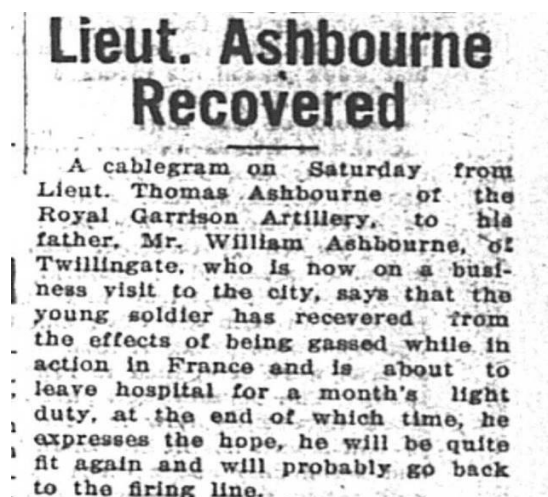 Lieut. Ashbourne
Recovered
A cablegram on Saturday from
Lieut. Thomas Ashbourne of the
Royal Garrison Artillery, to his
father, Mr. William Ashbourne, of
Twillingate, who is now on a busi-
ness visit to the city, says that the
young soldier has recevered from
the effects of being gassed while in
action in France and is about to
leave hospital for a month's light
duty, at the end of which time, he
expresses the hope, he will be quite
fit again and will probably go back
to the firing line.